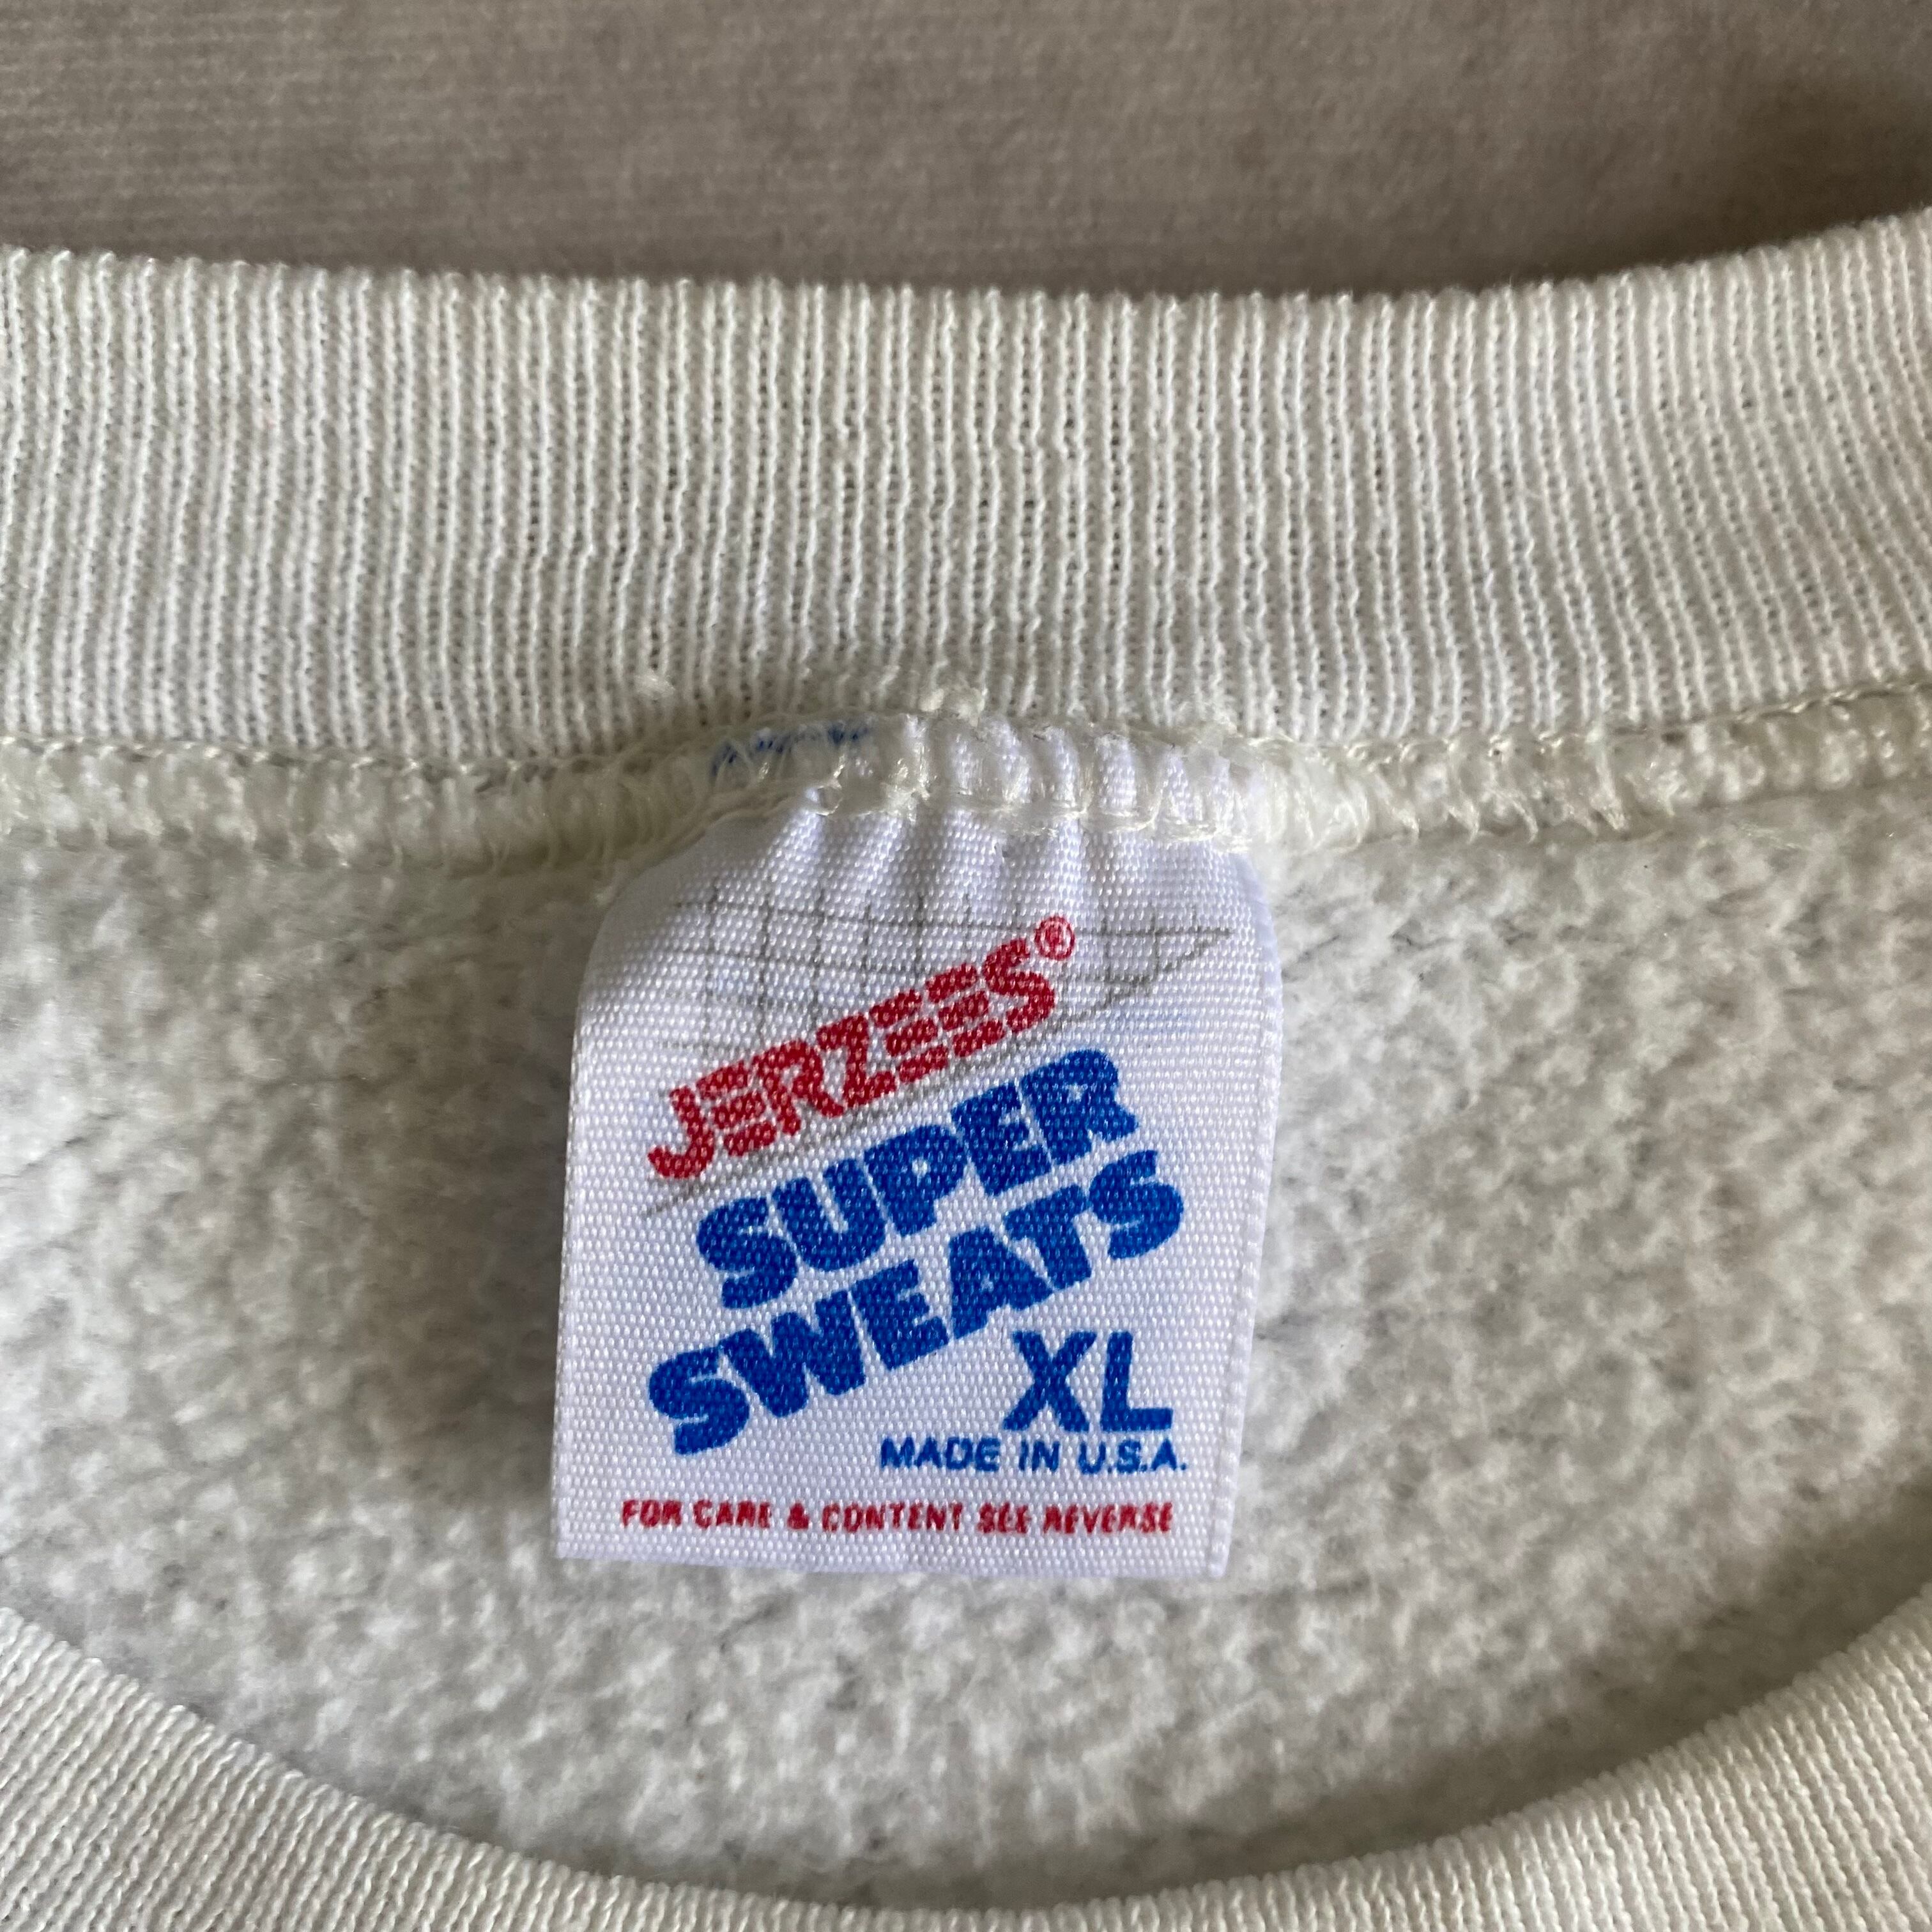 JERZEES®
SUPER
SWEATS
XL
MADE IN U.S.A.
FOR CARE & CONTENT SEE REVERSE